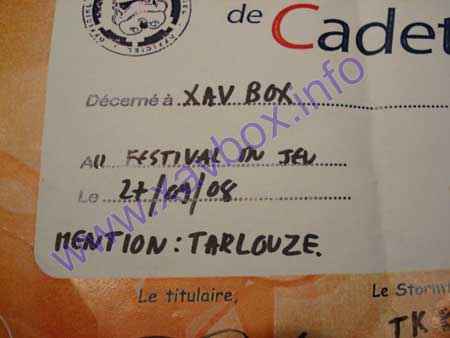 de Cadet
OFFICIEL
Décerné à XAV BOX
Au FESTIVAL DU JEU
Le 27/09/08
MENTION : TARLOUZE.
Le titulaire, Le Storm
TK
www.xavbox.info